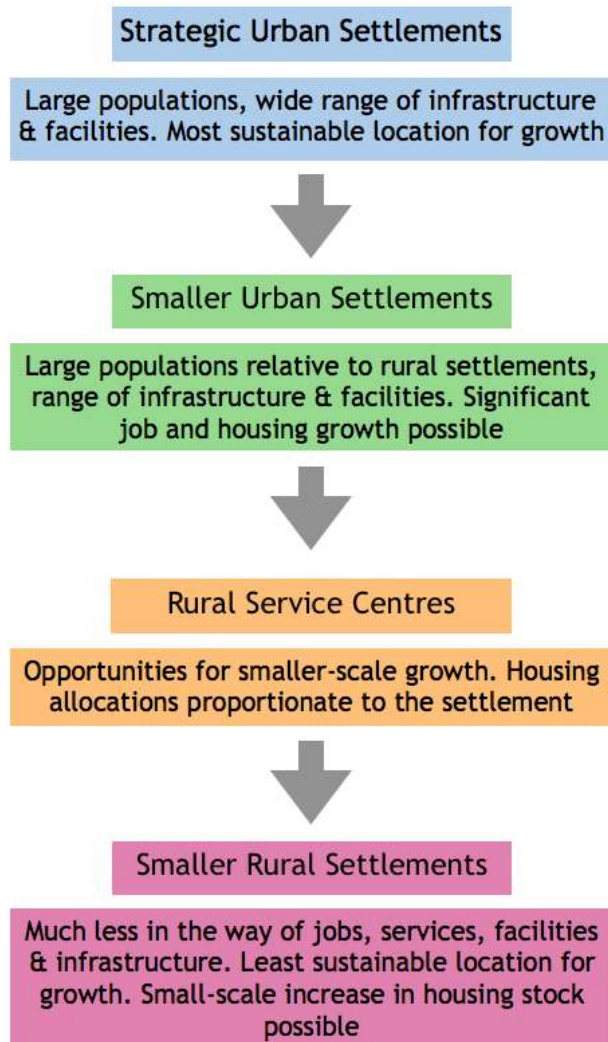 Strategic Urban Settlements
Large populations, wide range of infrastructure
& facilities. Most sustainable location for growth
Smaller Urban Settlements
Large populations relative to rural settlements,
range of infrastructure & facilities. Significant
job and housing growth possible
Rural Service Centres
Opportunities for smaller-scale growth. Housing
allocations proportionate to the settlement
Smaller Rural Settlements
Much less in the way of jobs, services, facilities
& infrastructure. Least sustainable location for
growth. Small-scale increase in housing stock
possible